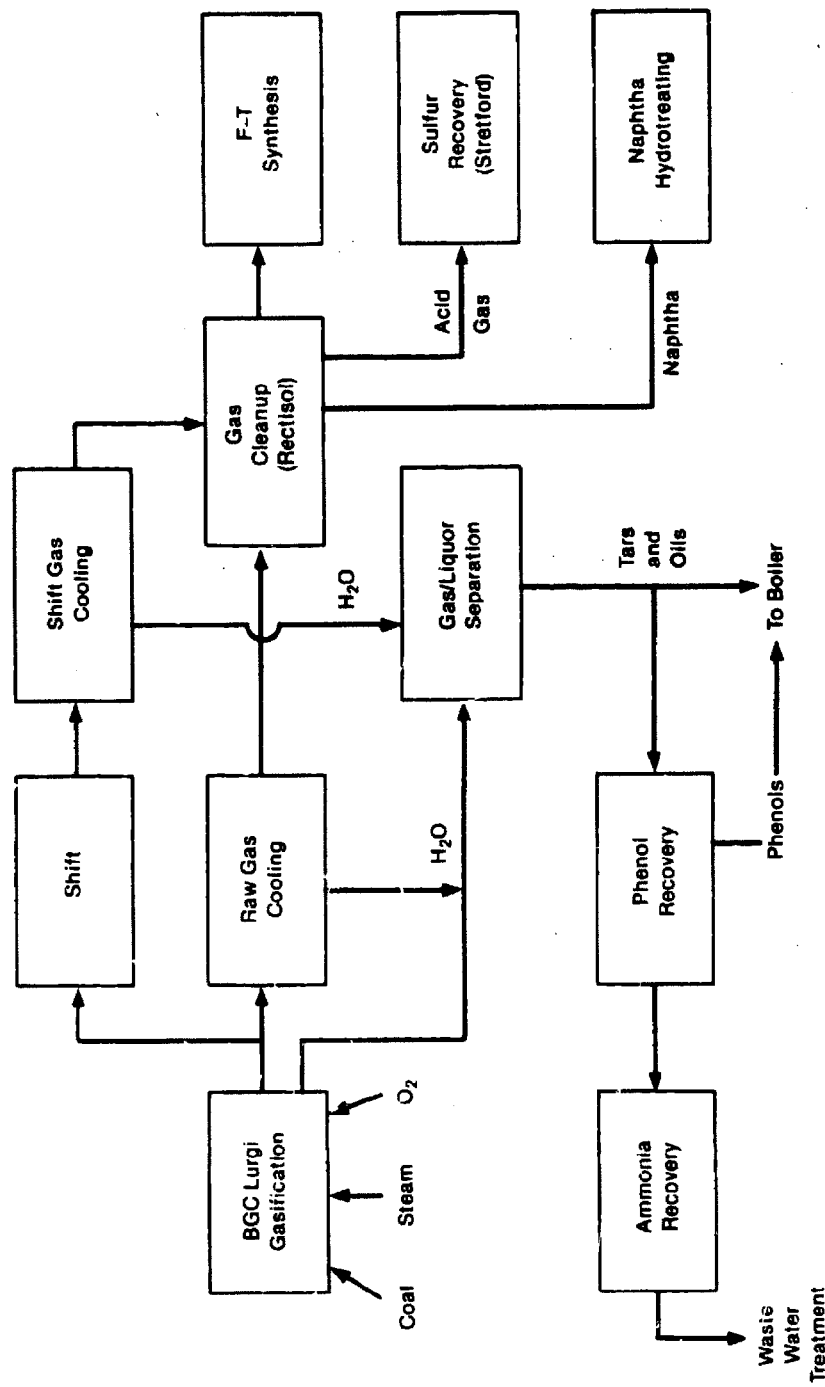 Shift
Shift Gas
Cooling
F-T
Synthesis
BGC Lurgi
Gasification
Coal
Steam
O₂
Raw Gas
Cooling
H₂O
H₂O
Gas
Cleanup
(Rectisol)
Acid
Gas
Sulfur
Recovery
(Stretford)
Gas/Liquor
Separation
Naphtha
Naphtha
Hydrotreating
Tars
and
Oils
Ammonia
Recovery
Phenol
Recovery
Phenols
To Boiler
Waste
Water
Treatment